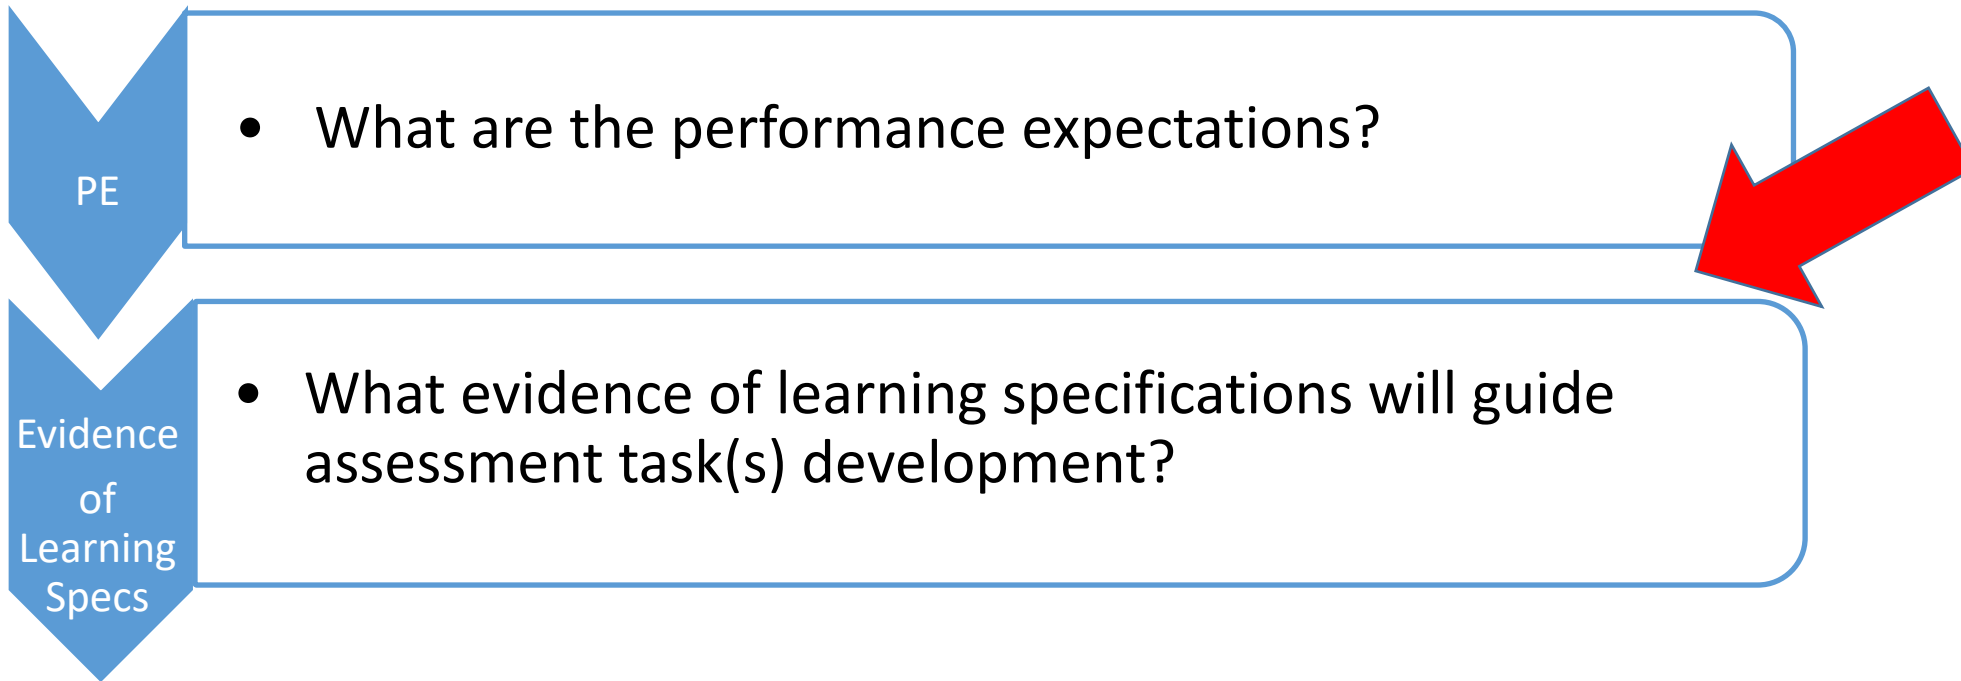 PE
• What are the performance expectations?
Evidence
of
Learning
Specs
• What evidence of learning specifications will guide
assessment task(s) development?